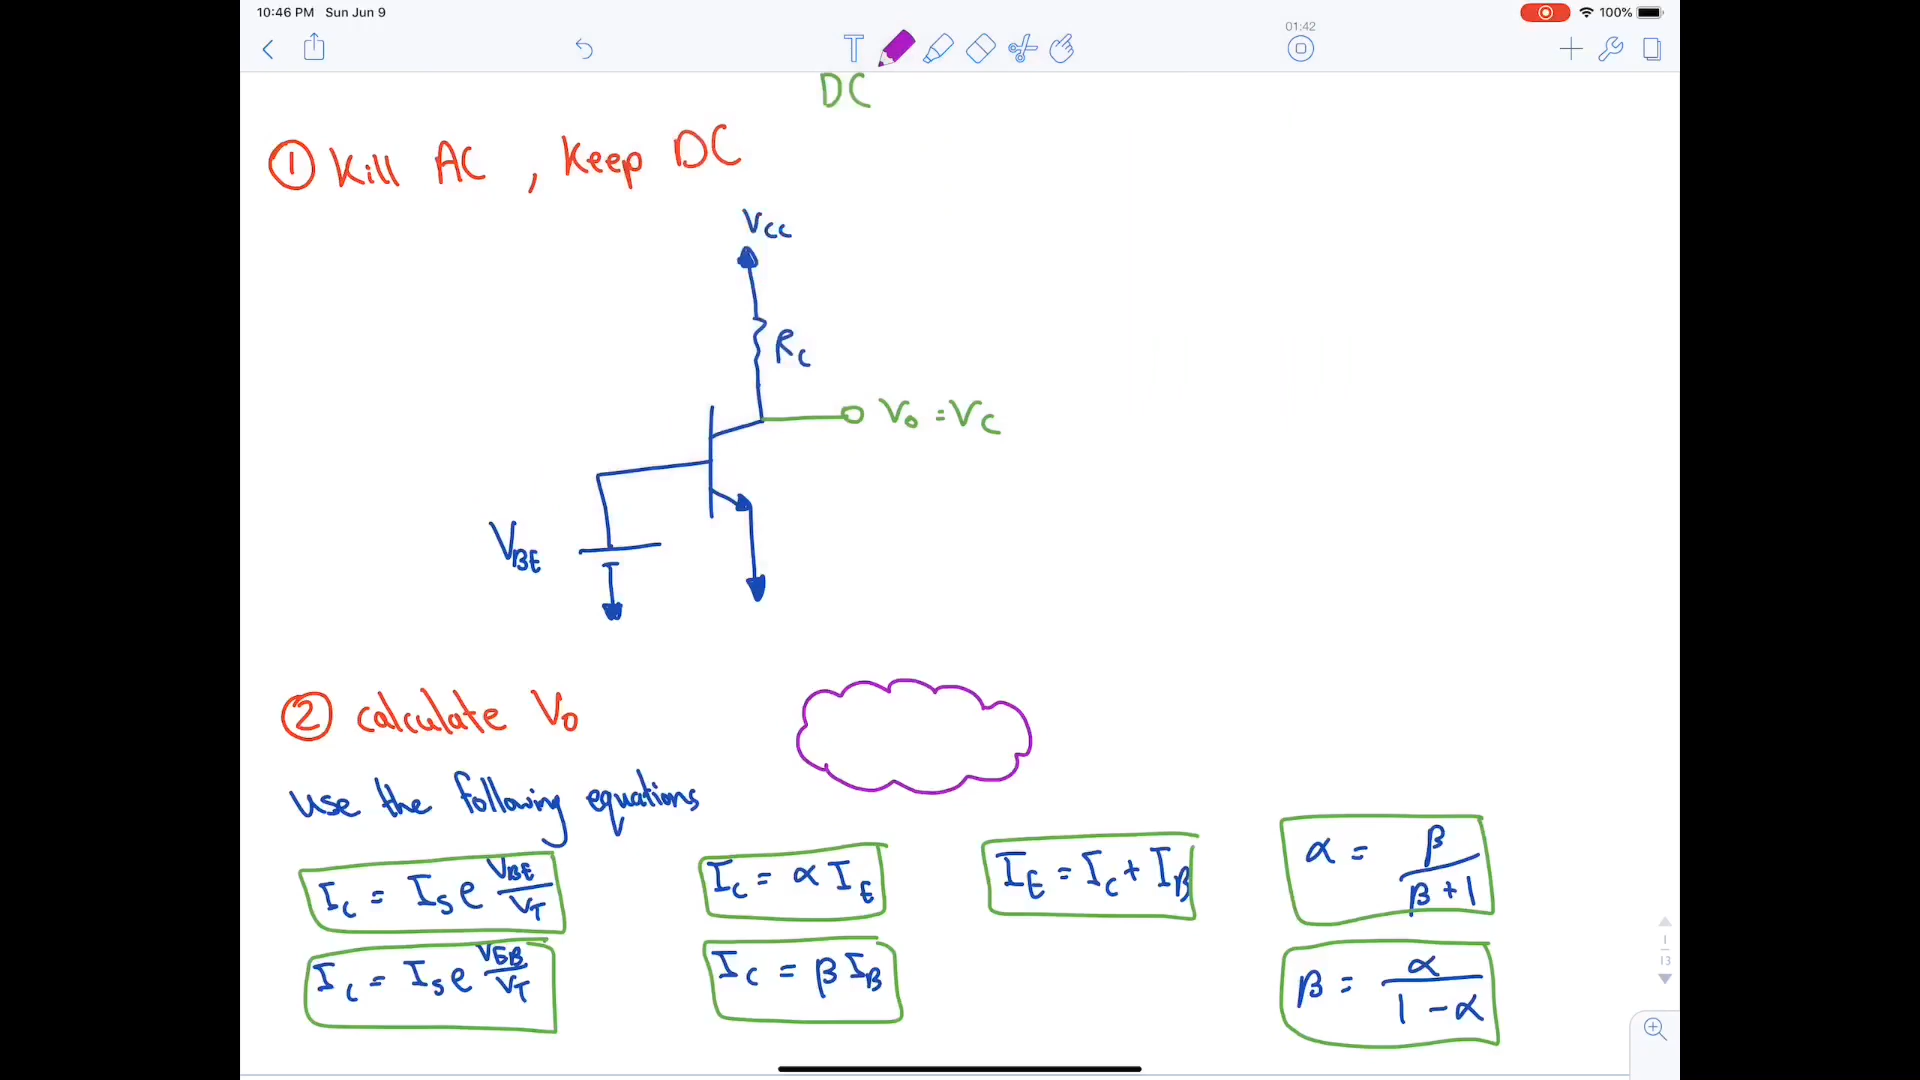 10:46 PM Sun Jun 9
100%
01:42
T
DC
① Kill AC , Keep DC
VCC
RC
Vo = VC
VBE
② calculate Vo
Use the following equations
IC = IS e VBE/VT
IC = α IE
IE = IC + IB
α = β/β+1
IC = IS e VEB/VT
IC = β IB
β = α/1-α
1
13